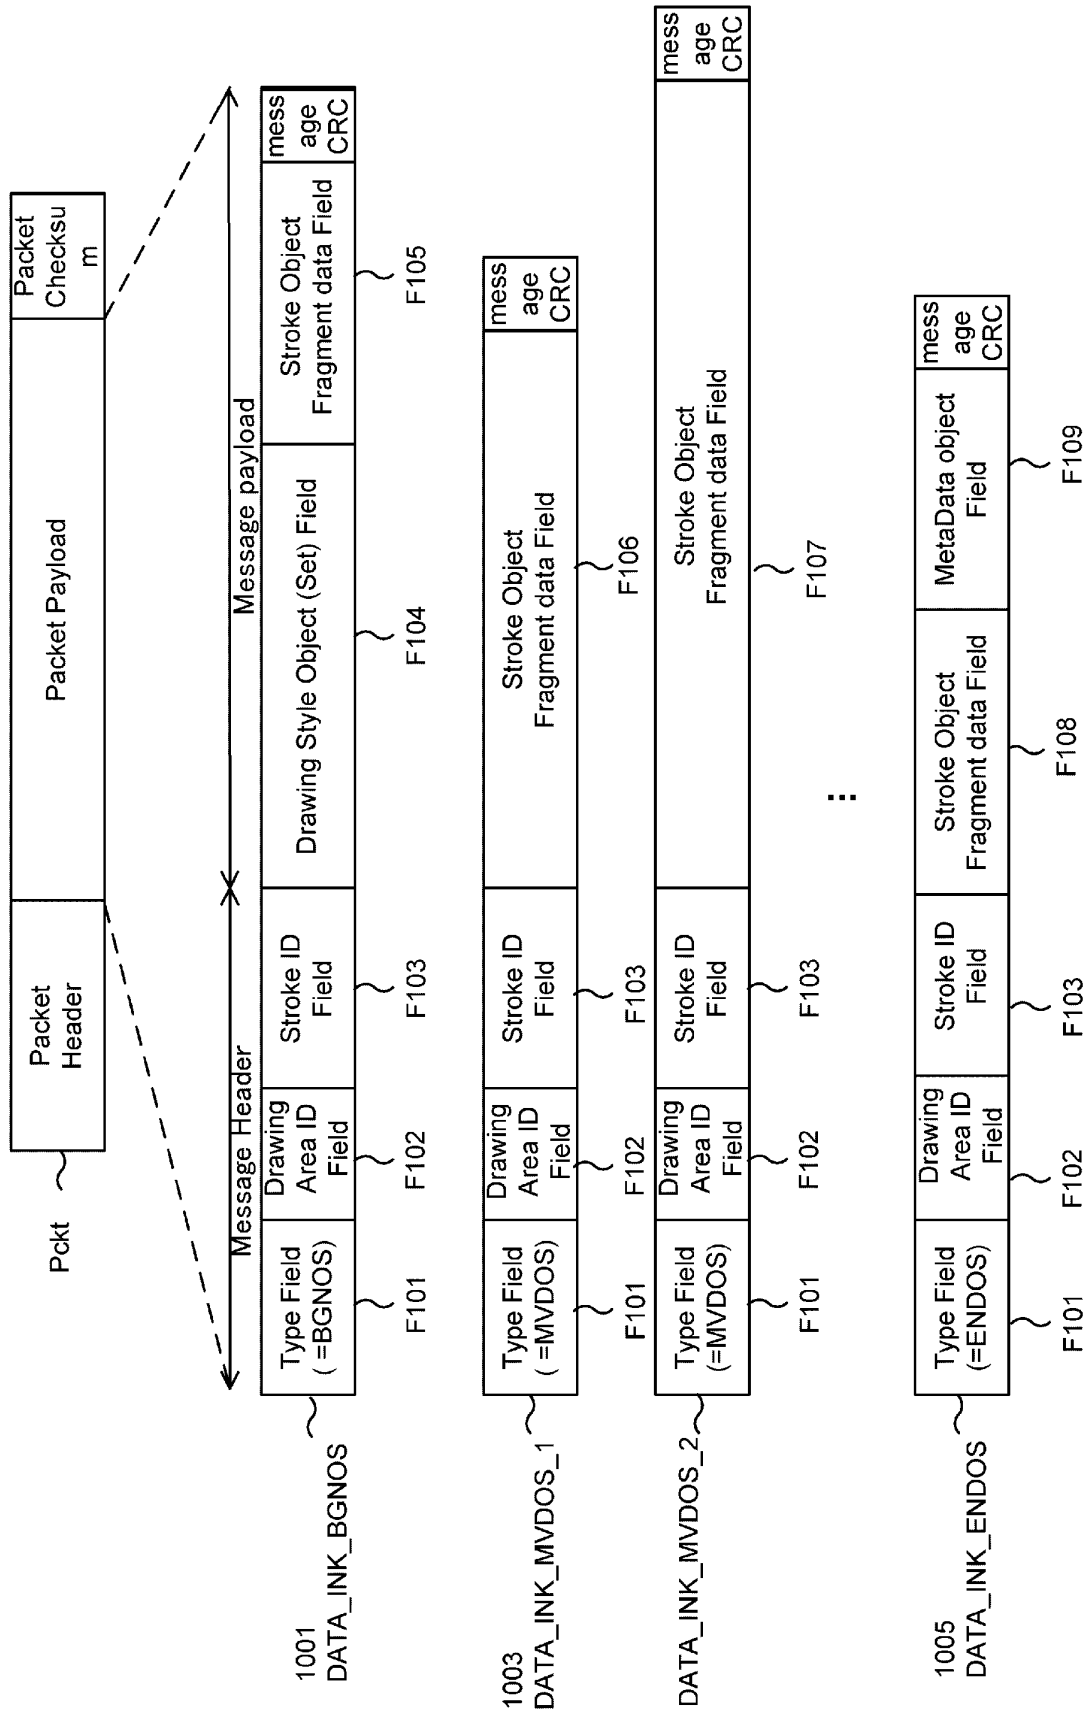 Pckt
Packet
Header
Packet Payload
Packet
Checksu
m
Message Header
Message payload
1001
DATA_INK_BGNOS
Type Field
( =BGNOS)
Drawing
Area ID
Field
Stroke ID
Field
Drawing Style Object (Set) Field
Stroke Object
Fragment data Field
mess
age
CRC
F101
F102
F103
F104
F105
1003
DATA_INK_MVDOS_1
Type Field
( =MVDOS)
Drawing
Area ID
Field
Stroke ID
Field
Stroke Object
Fragment data Field
mess
age
CRC
F101
F102
F103
F106
DATA_INK_MVDOS_2
Type Field
(=MVDOS)
Drawing
Area ID
Field
Stroke ID
Field
Stroke Object
Fragment data Field
mess
age
CRC
F101
F102
F103
F107
...
1005
DATA_INK_ENDOS
Type Field
(=ENDOS)
Drawing
Area ID
Field
Stroke ID
Field
Stroke Object
Fragment data Field
MetaData object
Field
mess
age
CRC
F101
F102
F103
F108
F109